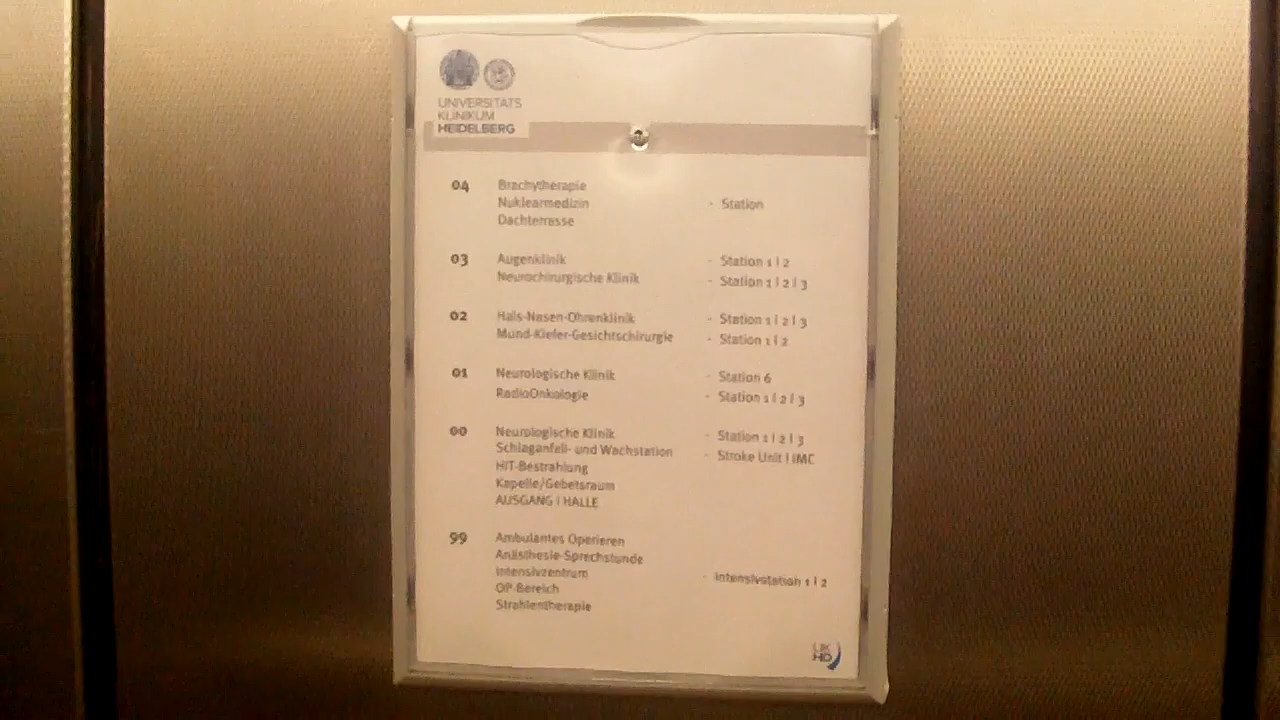 UNIVERSITÄTS
KLINIKUM
HEIDELBERG
04 Brachytherapie
Nuklearmedizin - Station
Dachterrasse
03 Augenklinik - Station 1 | 2
Neurochirurgische Klinik - Station 1 | 2 | 3
02 Hals-Nasen-Ohrenklinik - Station 1 | 2 | 3
Mund-Kiefer-Gesichtschirurgie - Station 1 | 2
01 Neurologische Klinik - Station 6
RadioOnkologie - Station 1 | 2 | 3
00 Neurologische Klinik - Station 1 | 2 | 3
Schlaganfall- und Wachstation - Stroke Unit | IMC
HIT-Bestrahlung
Kapelle/Gebetsraum
AUSGANG | HALLE
99 Ambulantes Operieren
Anästhesie-Sprechstunde
Intensivzentrum - Intensivstation 1 | 2
OP-Bereich
Strahlentherapie
UK
HD